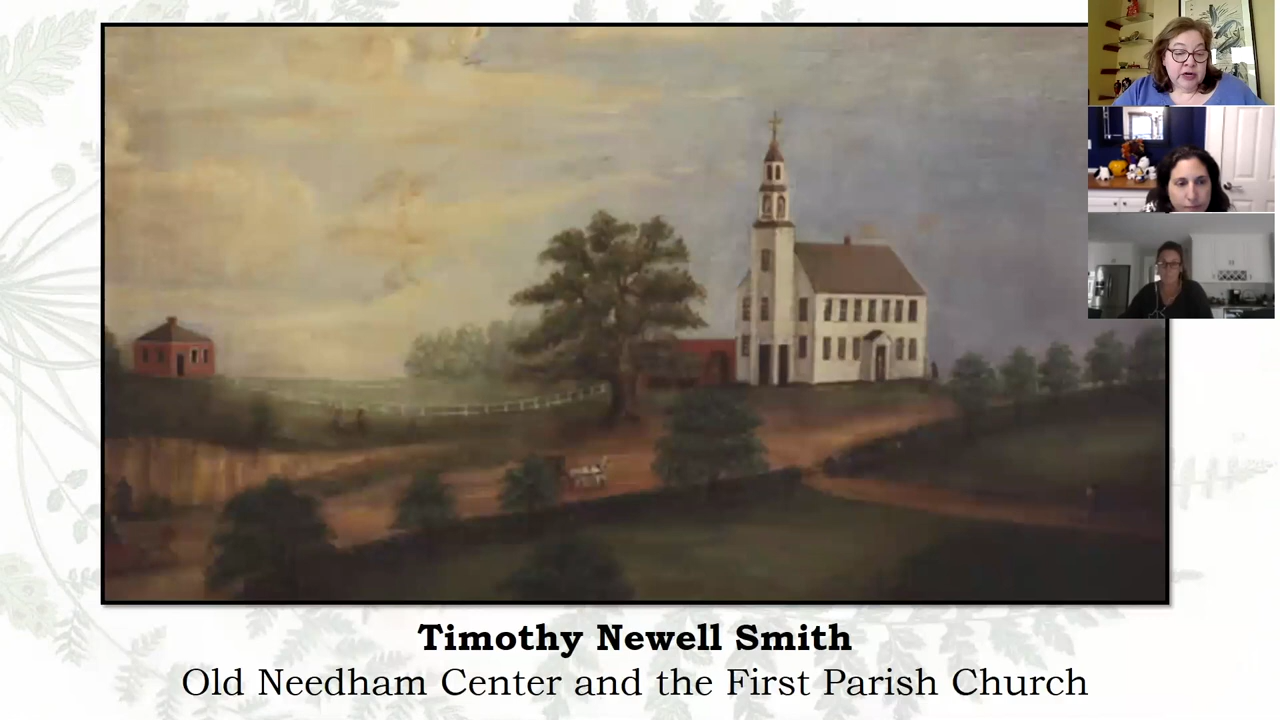 Timothy Newell Smith
Old Needham Center and the First Parish Church